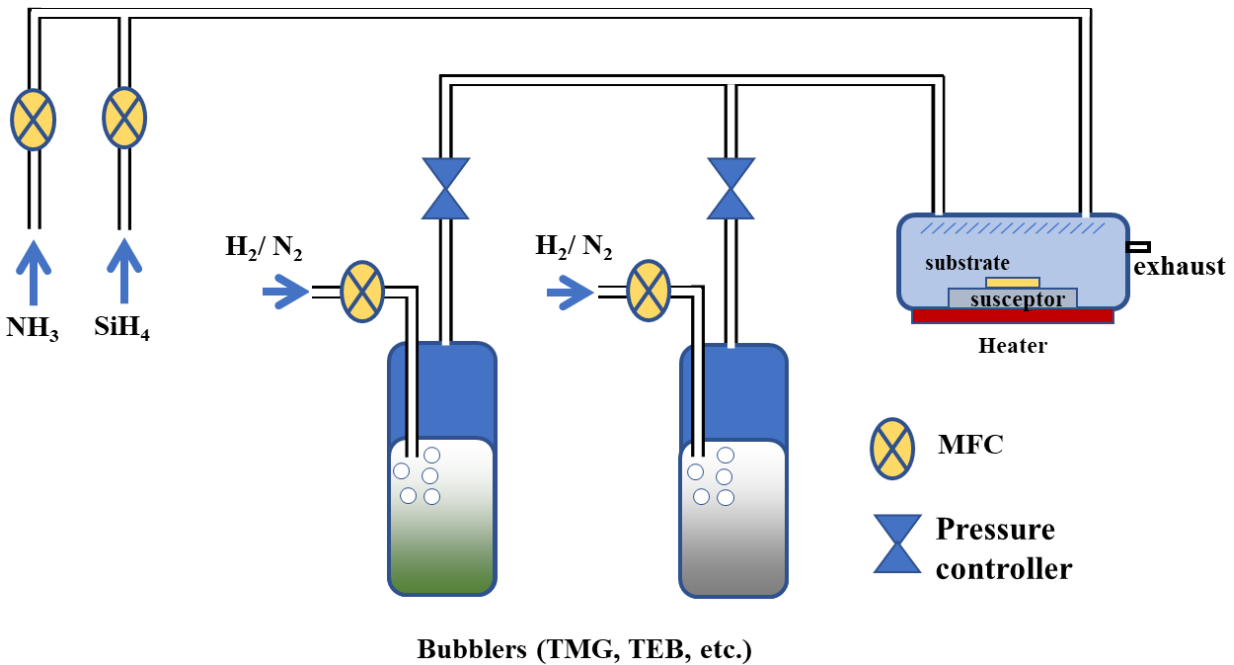 H₂/ N₂
H₂/ N₂
substrate
exhaust
susceptor
NH₃
SiH₄
Heater
MFC
Pressure
controller
Bubblers (TMG, TEB, etc.)